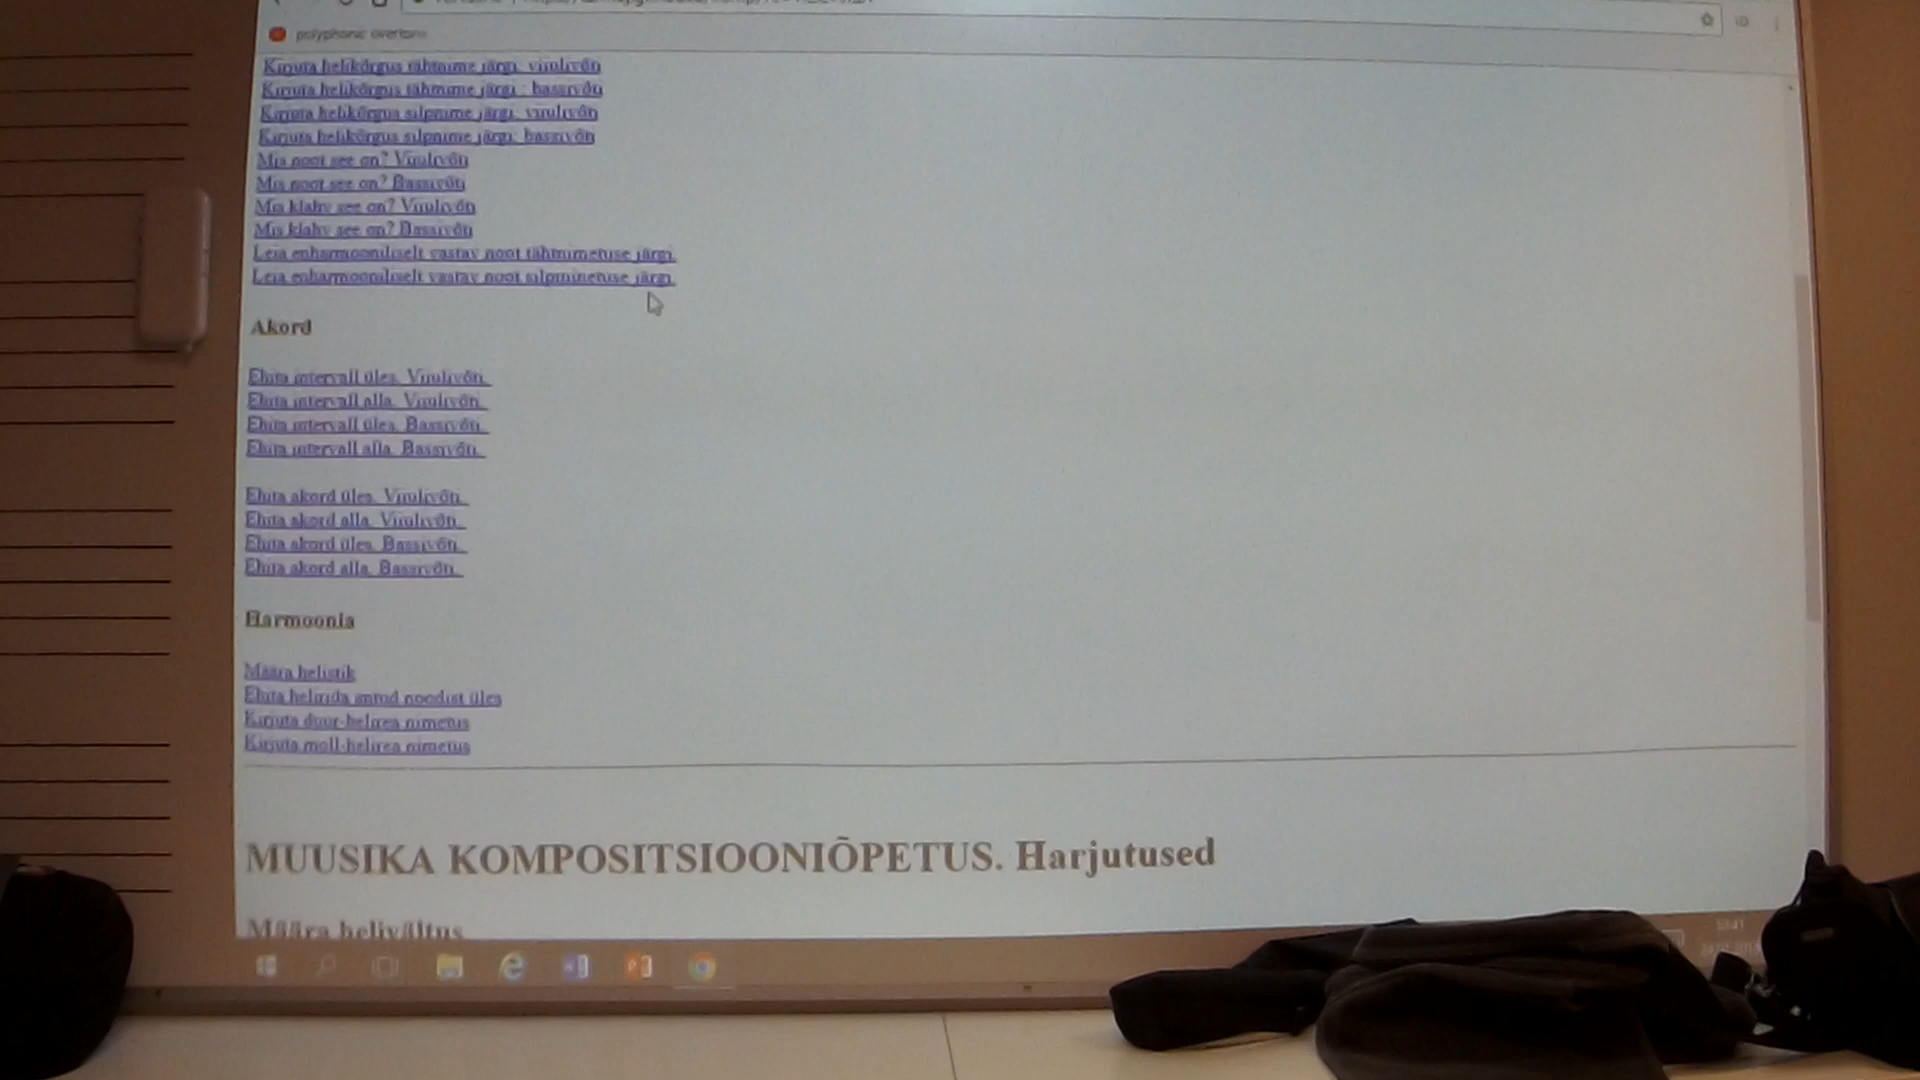 polyphonic overtone
Kirjuta helikõrgus tähtnime järgi. viiulivõti
Kirjuta helikõrgus tähtnime järgi : bassivõti
Kirjuta helikõrgus silpnime järgi. viiulivõti
Kirjuta helikõrgus silpnime järgi. bassivõti
Mis noot see on? Viiulivõti
Mis noot see on? Bassivõti
Mis klahv see on? Viiulivõti
Mis klahv see on? Bassivõti
Leia enharmooniliselt vastav noot tähtnimetuse järgi.
Leia enharmooniliselt vastav noot silpnimetuse järgi.
Akord
Ehita intervall üles. Viiulivõti.
Ehita intervall alla. Viiulivõti.
Ehita intervall üles. Bassivõti.
Ehita intervall alla. Bassivõti.
Ehita akord üles. Viiulivõti.
Ehita akord alla. Viiulivõti.
Ehita akord üles. Bassivõti.
Ehita akord alla. Bassivõti.
Harmoonia
Määra helistik
Ehita helirida antud noodist üles
Kirjuta duur-helirea nimetus
Kirjuta moll-helirea nimetus
MUUSIKA KOMPOSITSIOONIÕPETUS. Harjutused
Määra helivältus